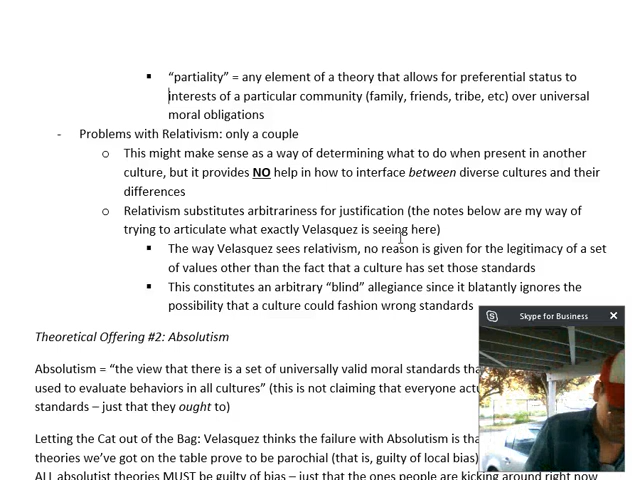 ▪ “partiality” = any element of a theory that allows for preferential status to
interests of a particular community (family, friends, tribe, etc) over universal
moral obligations
- Problems with Relativism: only a couple
o This might make sense as a way of determining what to do when present in another
culture, but it provides NO help in how to interface between diverse cultures and their
differences
o Relativism substitutes arbitrariness for justification (the notes below are my way of
trying to articulate what exactly Velasquez is seeing here)
▪ The way Velasquez sees relativism, no reason is given for the legitimacy of a set
of values other than the fact that a culture has set those standards
▪ This constitutes an arbitrary “blind” allegiance since it blatantly ignores the
possibility that a culture could fashion wrong standards
Skype for Business
Theoretical Offering #2: Absolutism
Absolutism = “the view that there is a set of universally valid moral standards
used to evaluate behaviors in all cultures” (this is not claiming that everyone
standards – just that they ought to)
Letting the Cat out of the Bag: Velasquez thinks the failure with Absolutism is
theories we’ve got on the table prove to be parochial (that is, guilty of local bias)
ALL absolutist theories MUST be guilty of bias – just that the ones people are kicking around right now